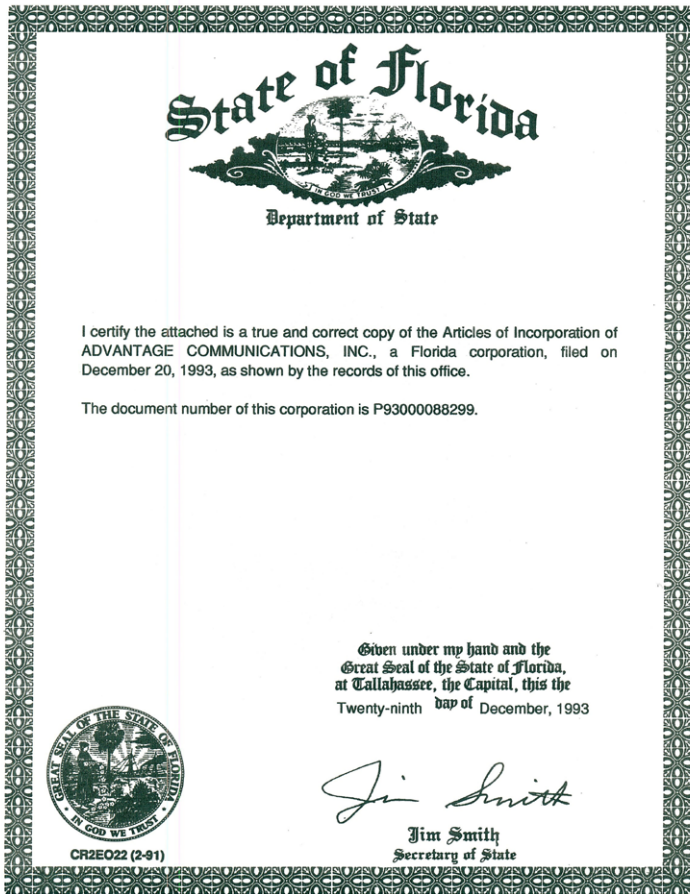 State of Florida
IN GOD WE TRUST
Department of State
I certify the attached is a true and correct copy of the Articles of Incorporation of
ADVANTAGE COMMUNICATIONS, INC., a Florida corporation, filed on
December 20, 1993, as shown by the records of this office.
The document number of this corporation is P93000088299.
Given under my hand and the
Great Seal of the State of Florida,
at Tallahassee, the Capital, this the
Twenty-ninth day of December, 1993
GREAT SEAL OF THE STATE OF FLORIDA
IN GOD WE TRUST
CR2EO22 (2-91)
Jim Smith
Jim Smith
Secretary of State